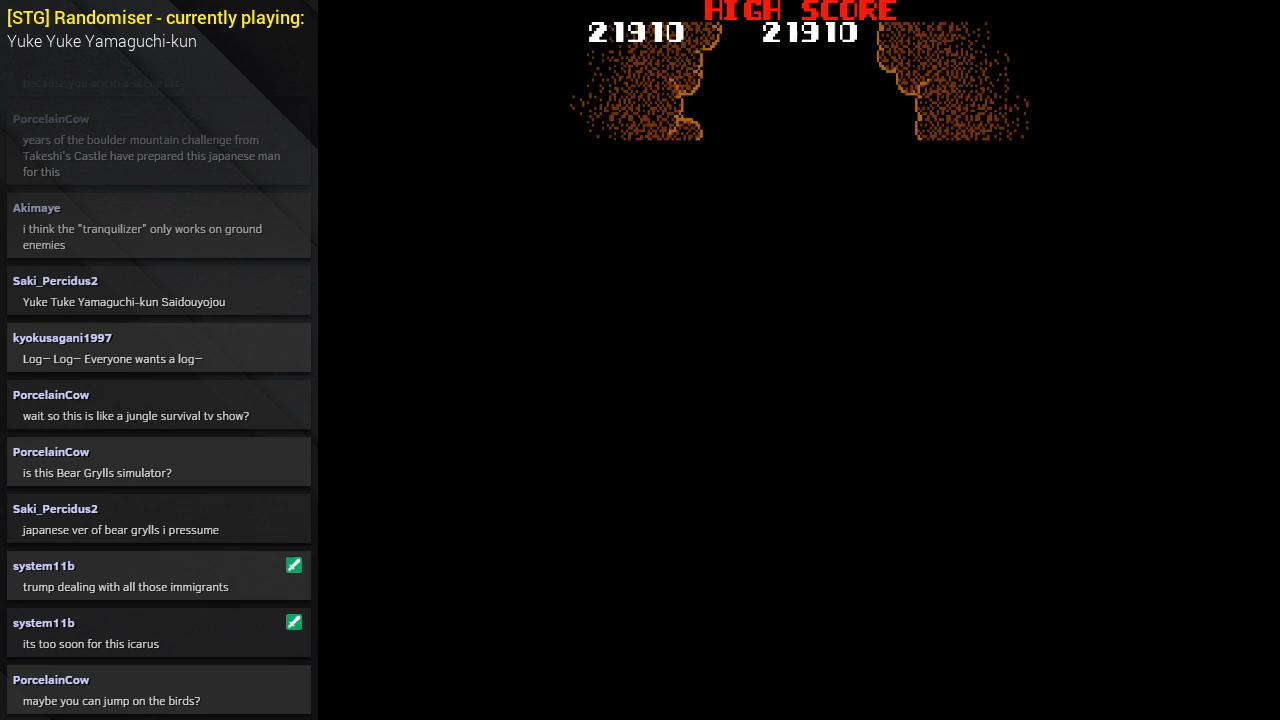 [STG] Randomiser - currently playing:
Yuke Yuke Yamaguchi-kun
because you are in a scenario
PorcelainCow
years of the boulder mountain challenge from
Takeshi's Castle have prepared this japanese man
for this
Akimaye
i think the "tranquilizer" only works on ground
enemies
Saki_Percidus2
Yuke Tuke Yamaguchi-kun Saidouyojou
kyokusagani1997
Log— Log— Everyone wants a log—
PorcelainCow
wait so this is like a jungle survival tv show?
PorcelainCow
is this Bear Grylls simulator?
Saki_Percidus2
japanese ver of bear grylls i pressume
system11b
trump dealing with all those immigrants
system11b
its too soon for this icarus
PorcelainCow
maybe you can jump on the birds?
HIGH SCORE
21910 21910